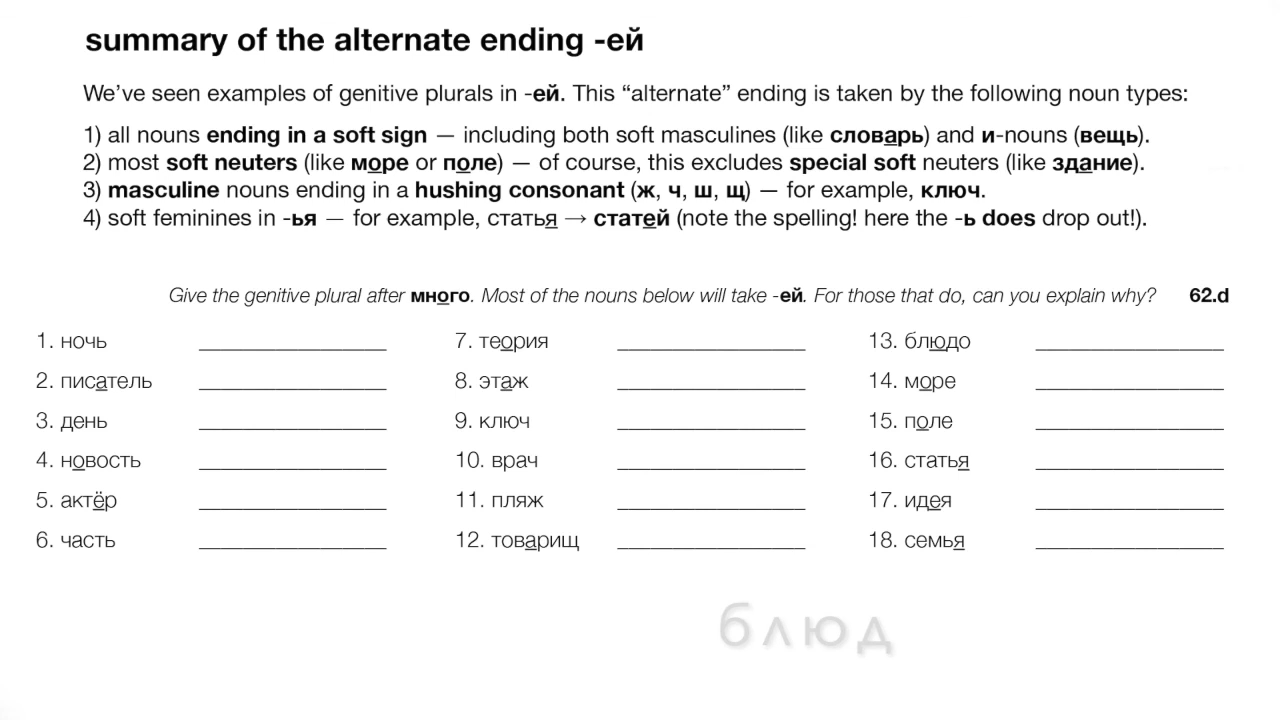 summary of the alternate ending -ей
We’ve seen examples of genitive plurals in -ей. This “alternate” ending is taken by the following noun types:
1) all nouns ending in a soft sign — including both soft masculines (like словарь) and и-nouns (вещь).
2) most soft neuters (like море or поле) — of course, this excludes special soft neuters (like здание).
3) masculine nouns ending in a hushing consonant (ж, ч, ш, щ) — for example, ключ.
4) soft feminines in -ья — for example, статья → статей (note the spelling! here the -ь does drop out!).
Give the genitive plural after много. Most of the nouns below will take -ей. For those that do, can you explain why? 62.d
1. ночь
2. писатель
3. день
4. новость
5. актёр
6. часть
7. теория
8. этаж
9. ключ
10. врач
11. пляж
12. товарищ
13. блюдо
14. море
15. поле
16. статья
17. идея
18. семья
блюд